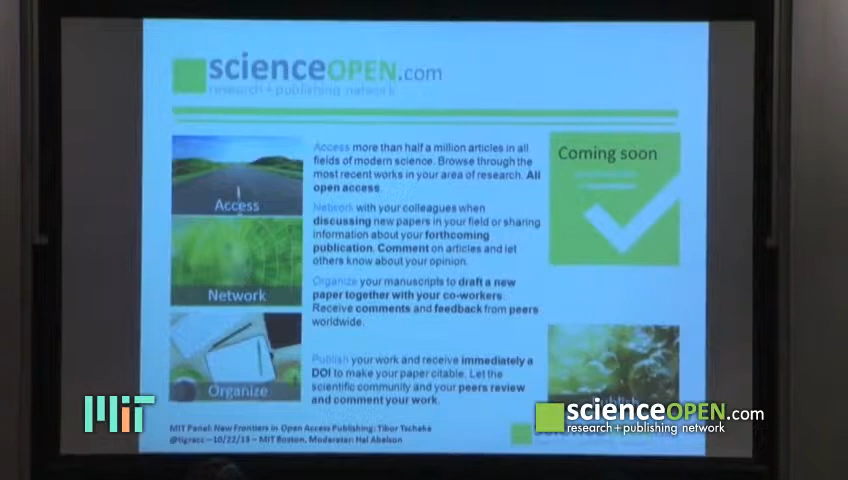 scienceOPEN.com
research+publishing network
Access more than half a million articles in all
fields of modern science. Browse through the
most recent works in your area of research. All
open access.
Coming soon
Access
Network with your colleagues when
discussing new papers in your field or sharing
information about your forthcoming
publication. Comment on articles and let
others know about your opinion.
Network
Organize your manuscripts to draft a new
paper together with your co-workers.
Receive comments and feedback from peers
worldwide.
Organize
Publish your work and receive immediately a
DOI to make your paper citable. Let the
scientific community and your peers review
and comment your work.
Publish
MIT Panel: New Frontiers in Open Access Publishing: Tibor Tscheke
@tigracc—10/22/13 – MIT Boston. Moderator: Hal Abelson
MIT
scienceOPEN.com
research+publishing network